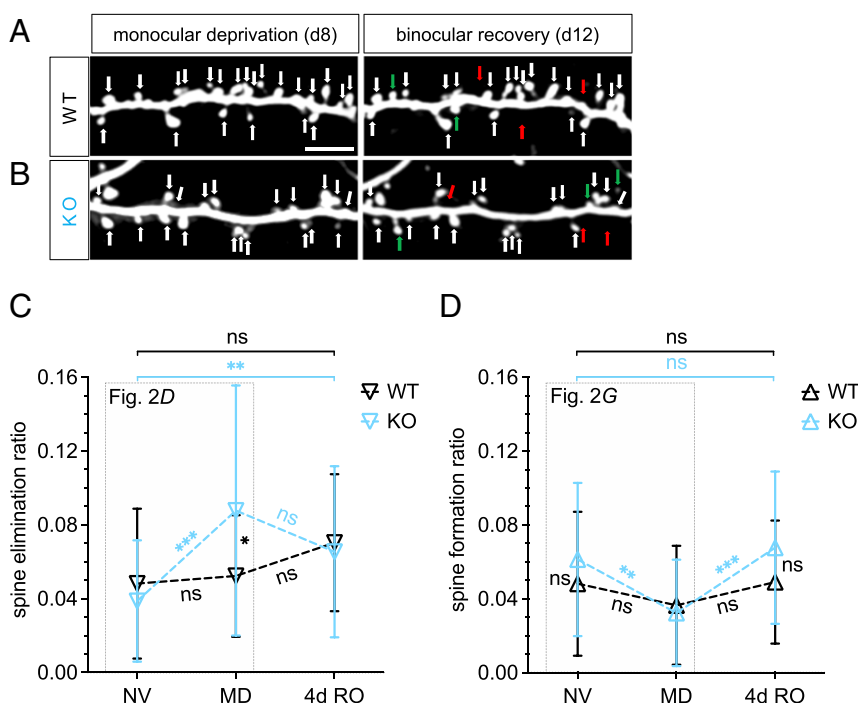 A
monocular deprivation (d8)
binocular recovery (d12)
WT
B
KO
C
D
ns
**
ns
ns
0.16
0.12
0.08
0.04
0.00
spine elimination ratio
Fig. 2D
WT
KO
***
ns
*
ns
ns
NV
MD
4d RO
0.16
0.12
0.08
0.04
0.00
spine formation ratio
Fig. 2G
WT
KO
**
***
ns
ns
ns
ns
NV
MD
4d RO